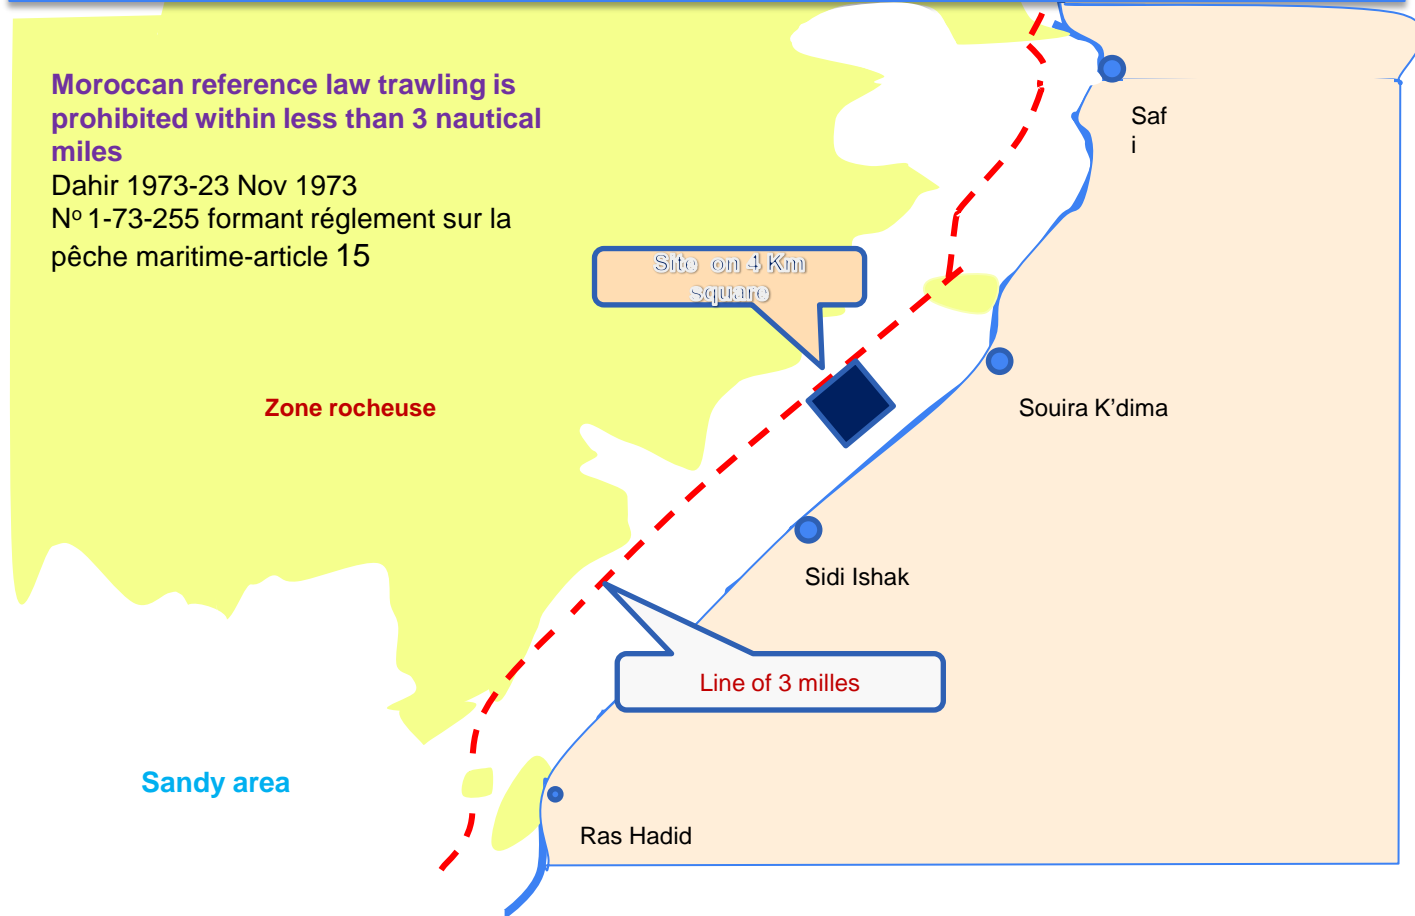 Moroccan reference law trawling is
prohibited within less than 3 nautical
miles
Dahir 1973-23 Nov 1973
Nº 1-73-255 formant réglement sur la
pêche maritime-article 15
Saf
i
Site on 4 Km
square
Zone rocheuse
Souira K’dima
Sidi Ishak
Line of 3 milles
Sandy area
Ras Hadid